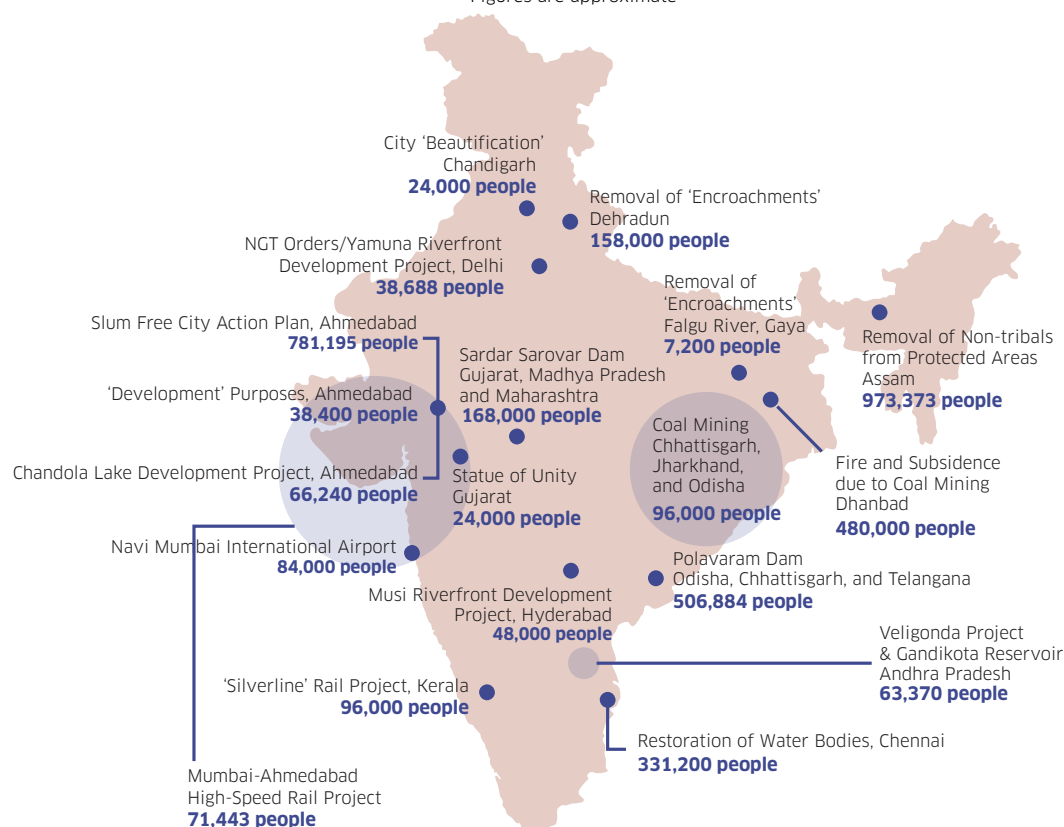 Figures are approximate
City ‘Beautification’
Chandigarh
24,000 people
Removal of ‘Encroachments’
Dehradun
158,000 people
NGT Orders/Yamuna Riverfront
Development Project, Delhi
38,688 people
Removal of
‘Encroachments’
Falgu River, Gaya
7,200 people
Removal of Non-tribals
from Protected Areas
Assam
973,373 people
Slum Free City Action Plan, Ahmedabad
781,195 people
Sardar Sarovar Dam
Gujarat, Madhya Pradesh
and Maharashtra
168,000 people
‘Development’ Purposes, Ahmedabad
38,400 people
Coal Mining
Chhattisgarh,
Jharkhand,
and Odisha
96,000 people
Fire and Subsidence
due to Coal Mining
Dhanbad
480,000 people
Chandola Lake Development Project, Ahmedabad
66,240 people
Statue of Unity
Gujarat
24,000 people
Navi Mumbai International Airport
84,000 people
Polavaram Dam
Odisha, Chhattisgarh, and Telangana
506,884 people
Musi Riverfront Development
Project, Hyderabad
48,000 people
Veligonda Project
& Gandikota Reservoir
Andhra Pradesh
63,370 people
‘Silverline’ Rail Project, Kerala
96,000 people
Restoration of Water Bodies, Chennai
331,200 people
Mumbai-Ahmedabad
High-Speed Rail Project
71,443 people